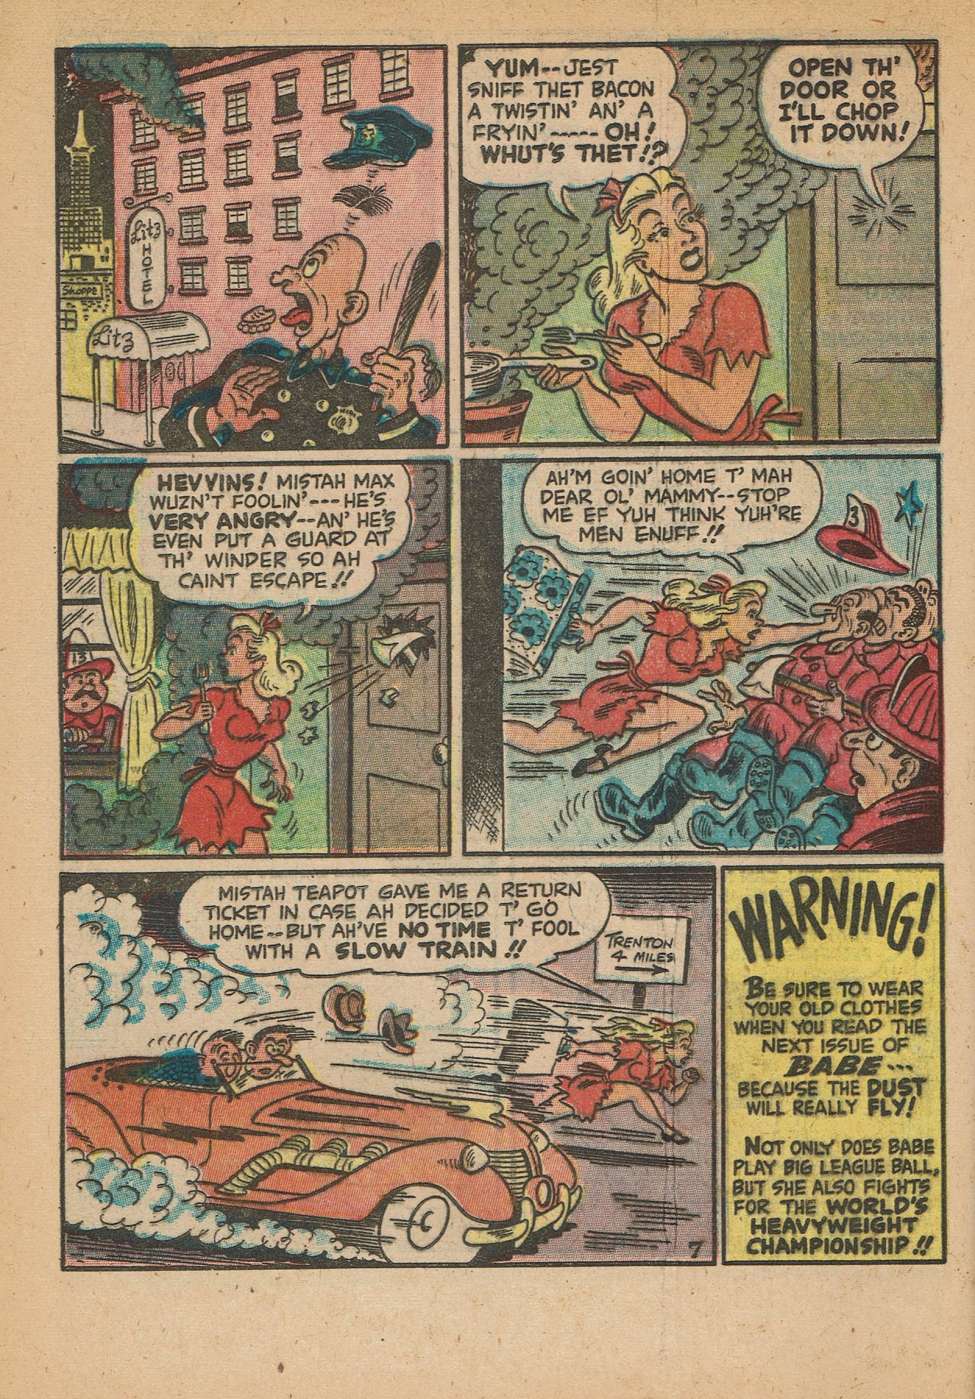 Litz
HOTEL
Shoppe
Litz
YUM--JEST
SNIFF THET BACON
A TWISTIN' AN' A
FRYIN'----- OH!
WHUT'S THET!?
OPEN TH'
DOOR OR
I'LL CHOP
IT DOWN!
HEVVINS! MISTAH MAX
WUZN'T FOOLIN'---HE'S
VERY ANGRY--AN' HE'S
EVEN PUT A GUARD AT
TH' WINDER SO AH
CAINT ESCAPE!!
13
AH'M GOIN' HOME T' MAH
DEAR OL' MAMMY--STOP
ME EF YUH THINK YUH'RE
MEN ENUFF!!
3
MISTAH TEAPOT GAVE ME A RETURN
TICKET IN CASE AH DECIDED T' GO
HOME--BUT AH'VE NO TIME T' FOOL
WITH A SLOW TRAIN!!
TRENTON
4 MILES
7
WARNING!
BE SURE TO WEAR
YOUR OLD CLOTHES
WHEN YOU READ THE
NEXT ISSUE OF
BABE---
BECAUSE THE DUST
WILL REALLY FLY!
NOT ONLY DOES BABE
PLAY BIG LEAGUE BALL,
BUT SHE ALSO FIGHTS
FOR THE WORLD'S
HEAVYWEIGHT
CHAMPIONSHIP!!